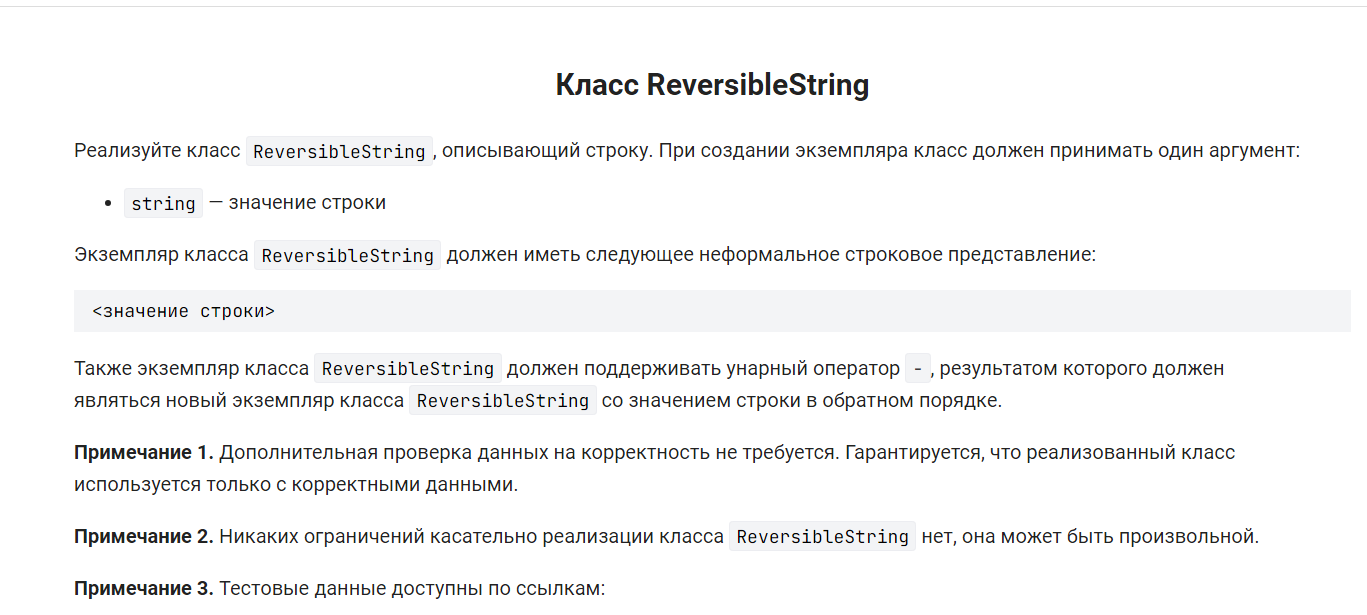 Класс ReversibleString
Реализуйте класс ReversibleString, описывающий строку. При создании экземпляра класс должен принимать один аргумент:
• string — значение строки
Экземпляр класса ReversibleString должен иметь следующее неформальное строковое представление:
<значение строки>
Также экземпляр класса ReversibleString должен поддерживать унарный оператор -, результатом которого должен
являться новый экземпляр класса ReversibleString со значением строки в обратном порядке.
Примечание 1. Дополнительная проверка данных на корректность не требуется. Гарантируется, что реализованный класс
используется только с корректными данными.
Примечание 2. Никаких ограничений касательно реализации класса ReversibleString нет, она может быть произвольной.
Примечание 3. Тестовые данные доступны по ссылкам: